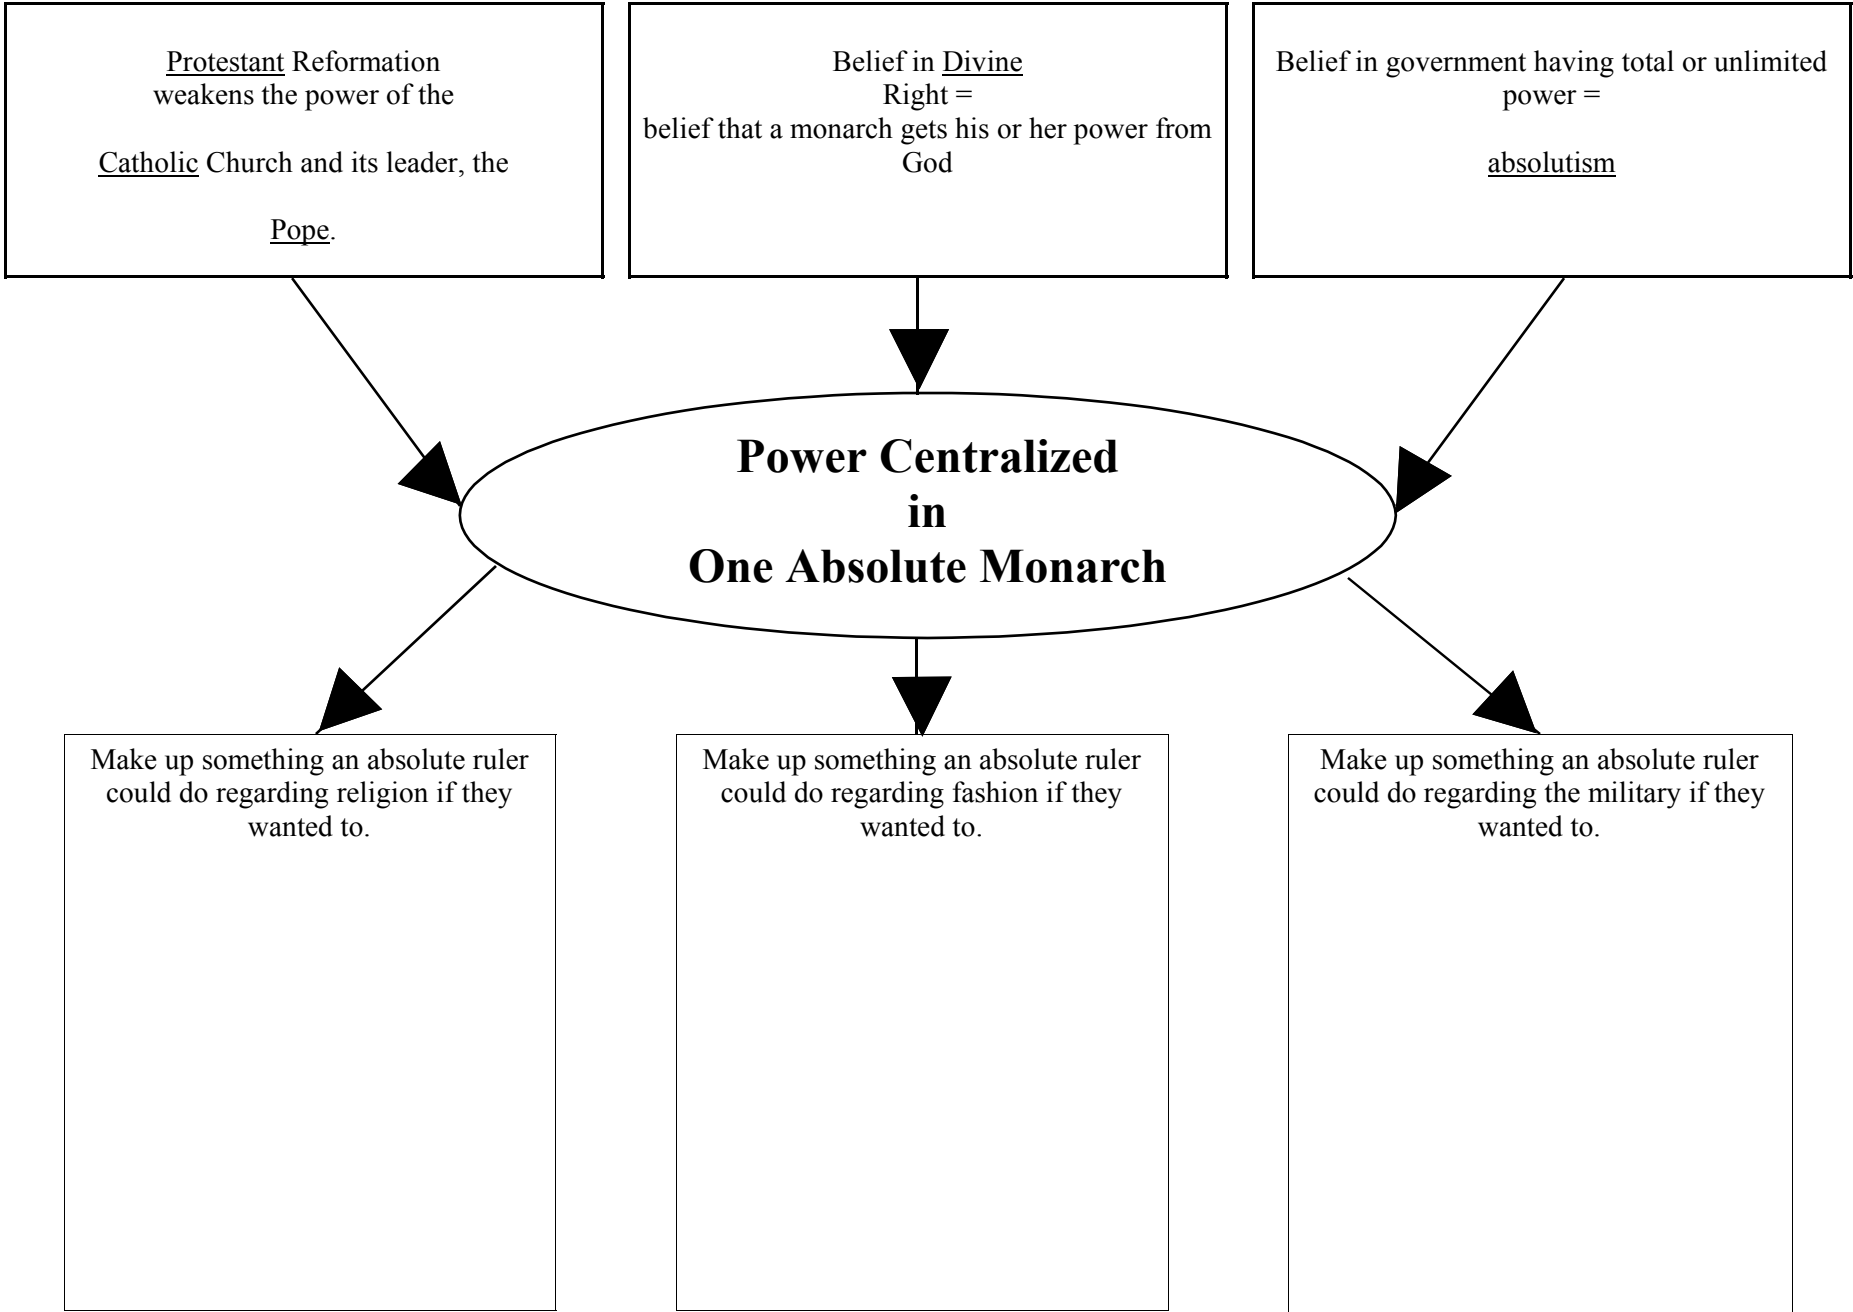 Protestant Reformation
weakens the power of the
Catholic Church and its leader, the
Pope.
Belief in Divine
Right =
belief that a monarch gets his or her power from
God
Belief in government having total or unlimited
power =
absolutism
Power Centralized
in
One Absolute Monarch
Make up something an absolute ruler
could do regarding religion if they
wanted to.
Make up something an absolute ruler
could do regarding fashion if they
wanted to.
Make up something an absolute ruler
could do regarding the military if they
wanted to.